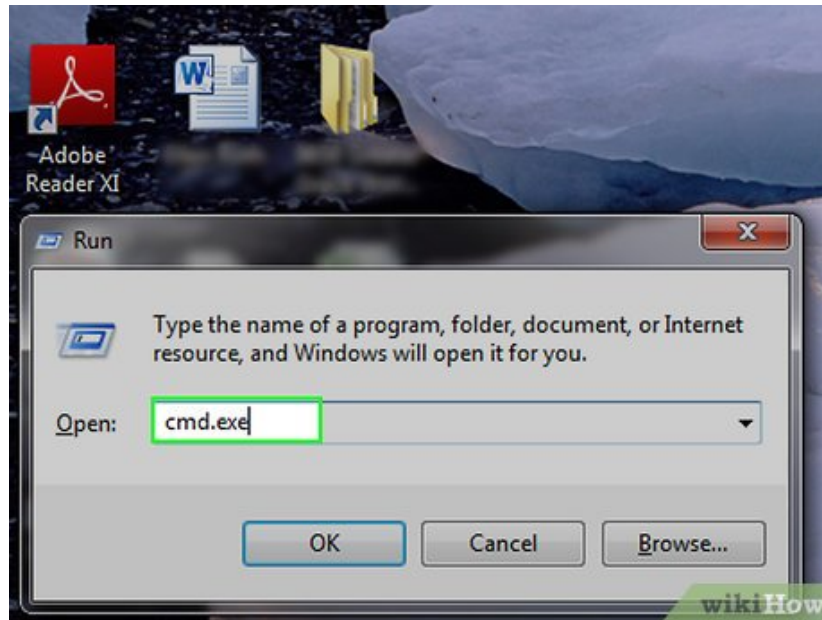 Adobe
Reader XI
Run
Type the name of a program, folder, document, or Internet
resource, and Windows will open it for you.
Open:
cmd.exe
OK
Cancel
Browse...
wikiHow